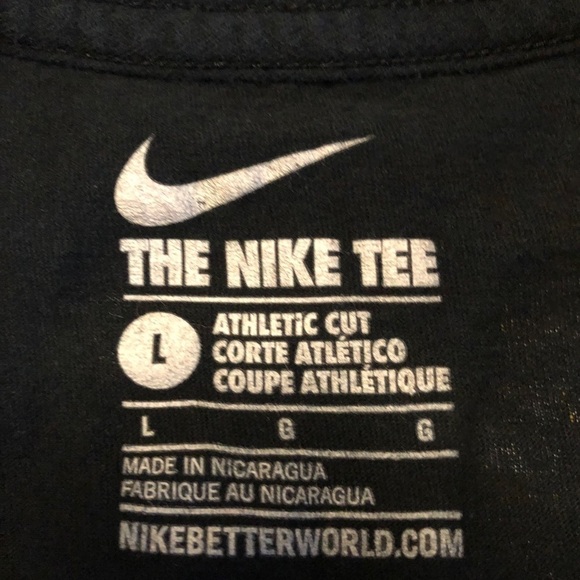 THE NIKE TEE
L
ATHLETiC CUT
CORTE ATLÉTICO
COUPE ATHLÉTIQUE
L G G
MADE IN NICARAGUA
FABRIQUE AU NICARAGUA
NIKEBETTERWORLD.COM